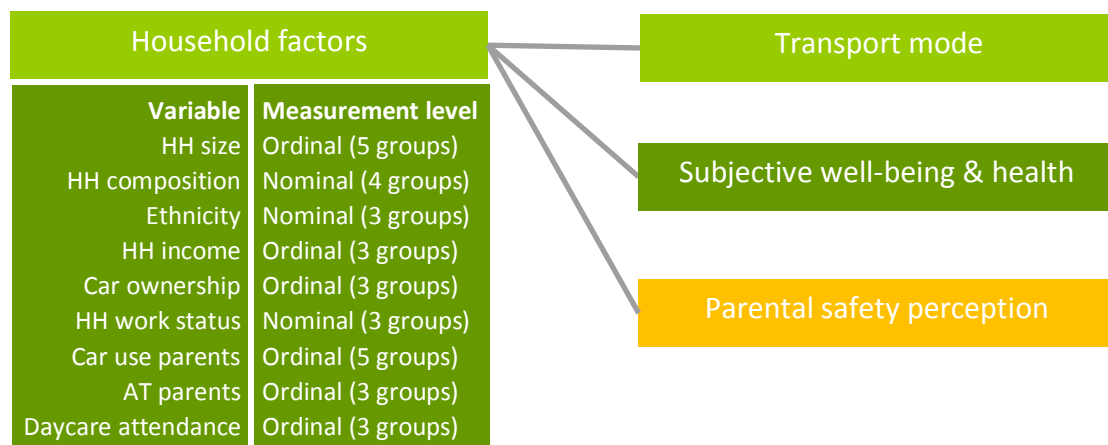 Household factors
Transport mode
Variable Measurement level
HH size Ordinal (5 groups)
HH composition Nominal (4 groups)
Ethnicity Nominal (3 groups)
HH income Ordinal (3 groups)
Car ownership Ordinal (3 groups)
HH work status Nominal (3 groups)
Car use parents Ordinal (5 groups)
AT parents Ordinal (3 groups)
Daycare attendance Ordinal (3 groups)
Subjective well-being & health
Parental safety perception